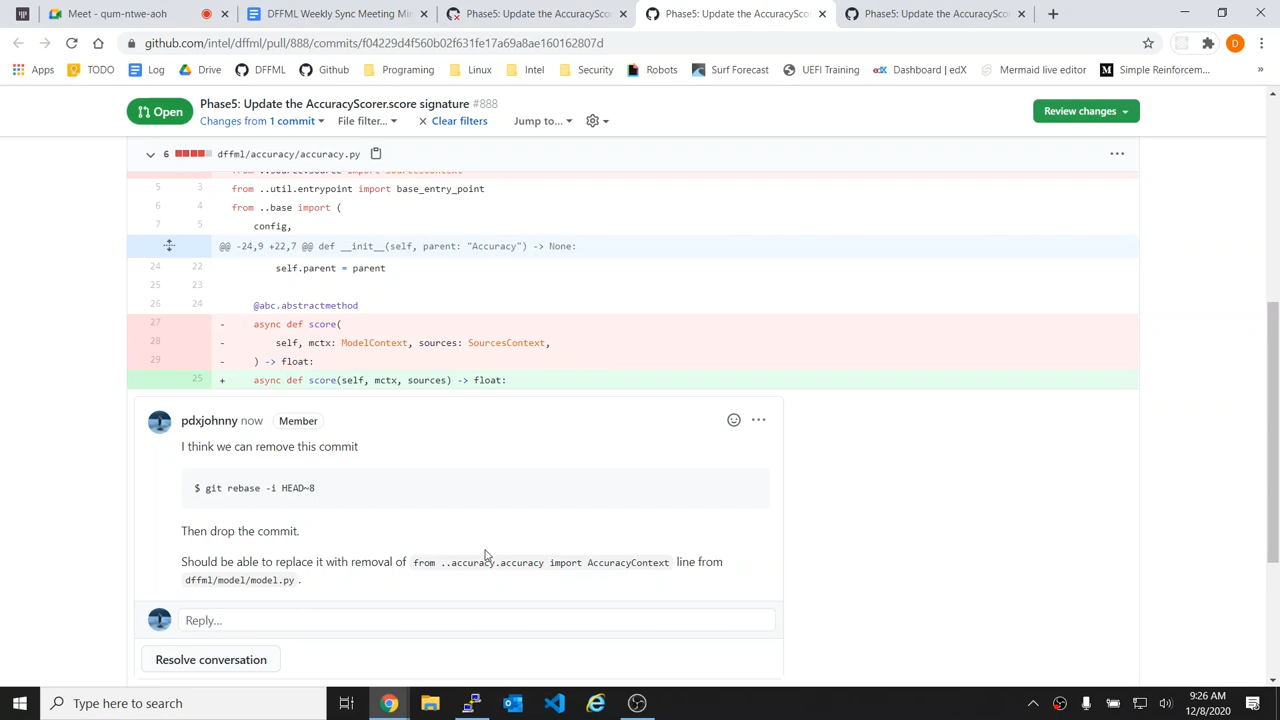 Meet - qum-ntwe-aoh
DFFML Weekly Sync Meeting Min
Phase5: Update the AccuracySco
Phase5: Update the AccuracySco
Phase5: Update the AccuracySco
github.com/intel/dffml/pull/888/commits/f04229d4f560b02f631fe17a69a8ae160162807d
D
Apps
TODO
Log
Drive
DFFML
Github
Programing
Linux
Intel
Security
Robots
Surf Forecast
UEFI Training
Dashboard | edX
Mermaid live editor
Simple Reinforcem...
»
Open
Phase5: Update the AccuracyScorer.score signature #888
Changes from 1 commit
File filter...
Clear filters
Jump to...
Review changes
6 dffml/accuracy/accuracy.py
from ..source.source import SourcesContext
5 3 from ..util.entrypoint import base_entry_point
6 4 from ..base import (
7 5 config,
@@ -24,9 +22,7 @@ def __init__(self, parent: "Accuracy") -> None:
24 22 self.parent = parent
25 23
26 24 @abc.abstractmethod
27 - async def score(
28 - self, mctx: ModelContext, sources: SourcesContext,
29 - ) -> float:
25 + async def score(self, mctx, sources) -> float:
pdxjohnny now Member
I think we can remove this commit
$ git rebase -i HEAD~8
Then drop the commit.
Should be able to replace it with removal of from ..accuracy.accuracy import AccuracyContext line from
dffml/model/model.py .
Reply...
Resolve conversation
Type here to search
9:26 AM
12/8/2020